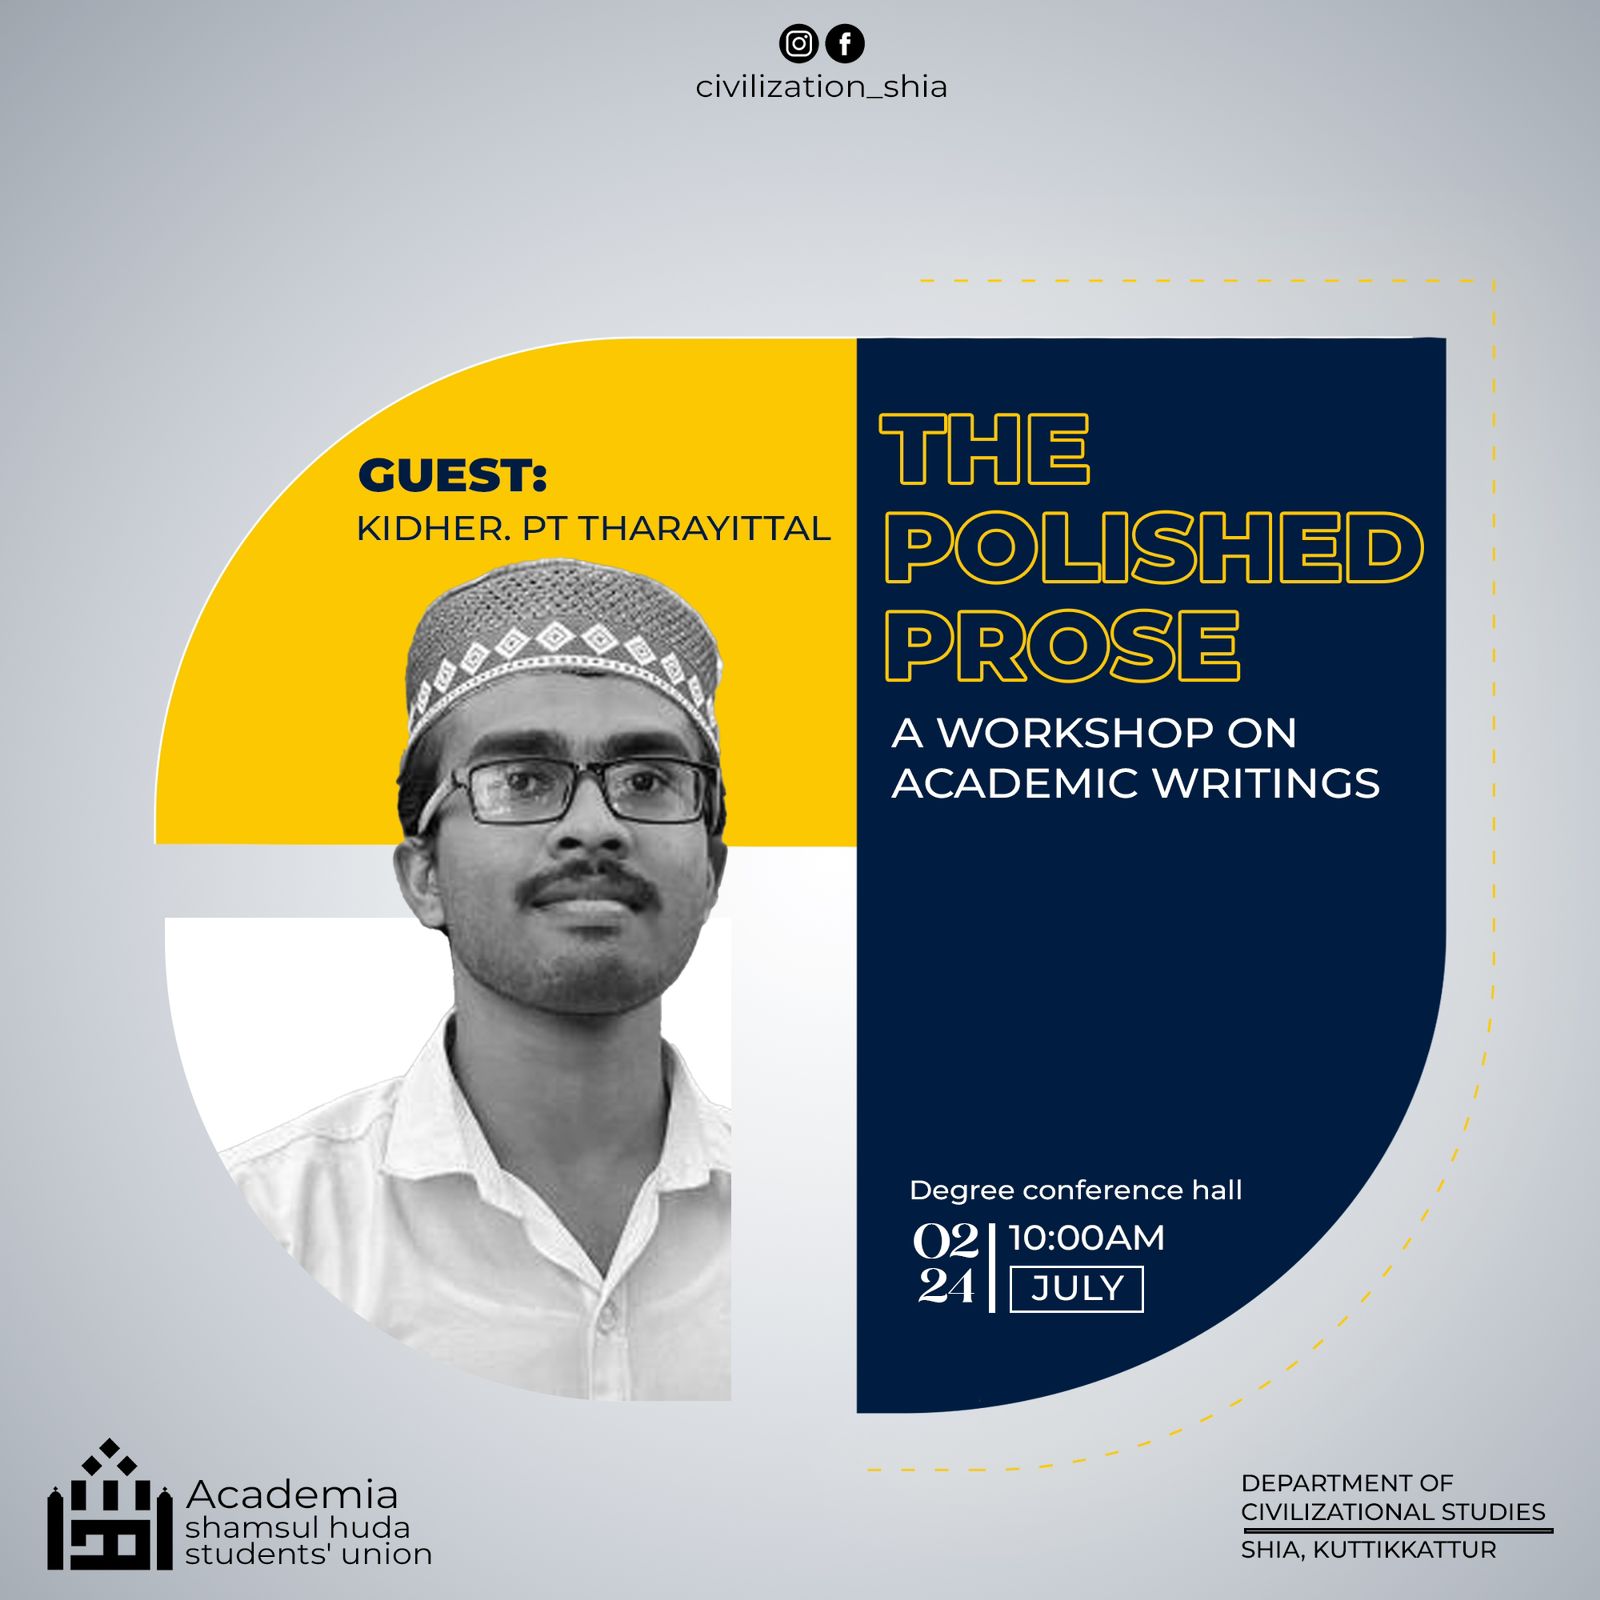 civilization_shia
GUEST:
KIDHER. PT THARAYITTAL
THE
POLISHED
PROSE
A WORKSHOP ON
ACADEMIC WRITINGS
Degree conference hall
02
24
10:00AM
JULY
Academia
shamsul huda
students' union
DEPARTMENT OF
CIVILIZATIONAL STUDIES
SHIA, KUTTIKKATTUR